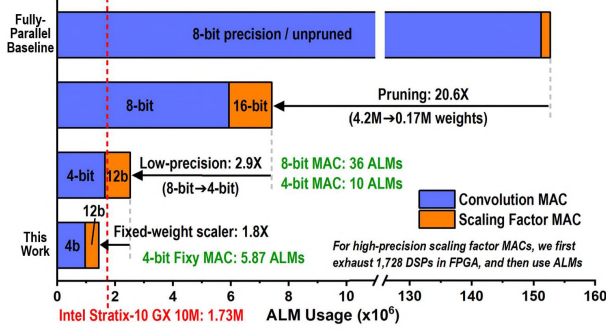 Fully-
Parallel
Baseline
8-bit precision / unpruned
8-bit
16-bit
Pruning: 20.6X
(4.2M→0.17M weights)
4-bit
12b
Low-precision: 2.9X
(8-bit→4-bit)
8-bit MAC: 36 ALMs
4-bit MAC: 10 ALMs
This
Work
4b
12b
Fixed-weight scaler: 1.8X
4-bit Fixy MAC: 5.87 ALMs
Convolution MAC
Scaling Factor MAC
For high-precision scaling factor MACs, we first
exhaust 1,728 DSPs in FPGA, and then use ALMs
0 2 4 6 8 10 130 140 150 160
Intel Stratix-10 GX 10M: 1.73M
ALM Usage (x10⁶)